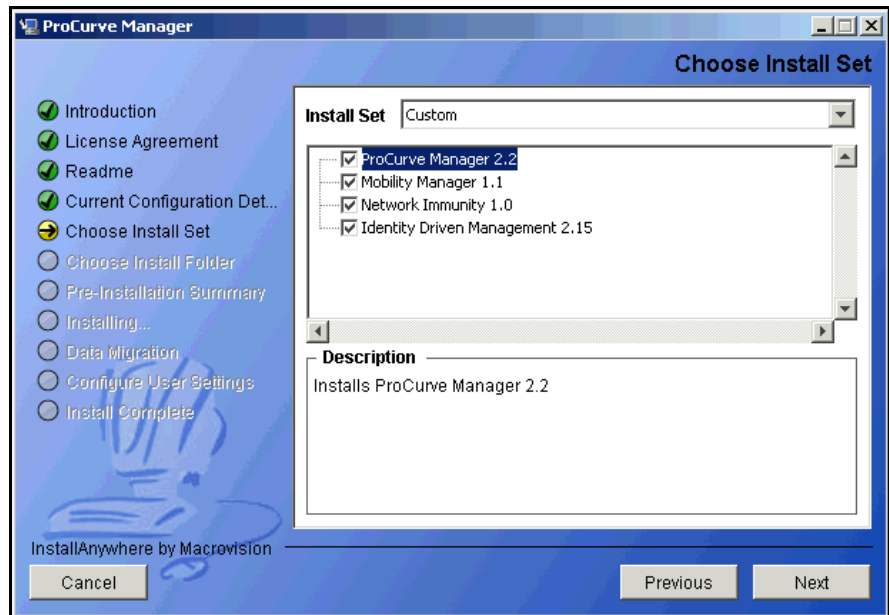 ProCurve Manager
Choose Install Set
Introduction
License Agreement
Readme
Current Configuration Det...
Choose Install Set
Choose Install Folder
Pre-Installation Summary
Installing...
Data Migration
Configure User Settings
Install Complete
Install Set
Custom
ProCurve Manager 2.2
Mobility Manager 1.1
Network Immunity 1.0
Identity Driven Management 2.15
Description
Installs ProCurve Manager 2.2
InstallAnywhere by Macrovision
Cancel
Previous
Next